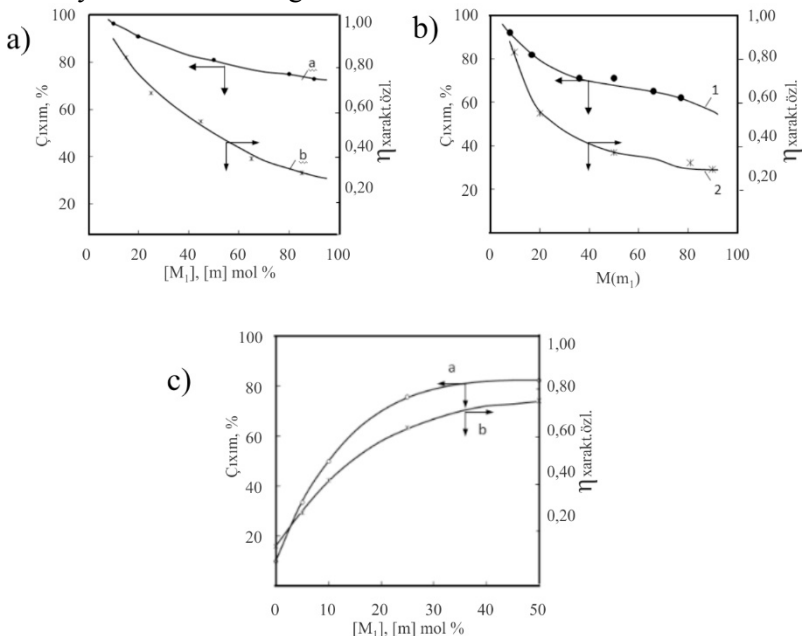 a)
100
80
60
40
20
0 20 40 60 80 100
Çıxım, %
[M₁], [m] mol %
1,00
0,80
0,60
0,40
0,20
η xarakt.özl.
a
b
b)
100
80
60
40
20
0 20 40 60 80 100
Çıxım, %
M(m₁)
1,00
0,80
0,60
0,40
0,20
η xarakt.özl.
1
2
c)
100
80
60
40
20
0 10 20 30 40 50
Çıxım, %
[M₁], [m] mol %
1,00
0,80
0,60
0,40
0,20
η xarakt.özl.
a
b